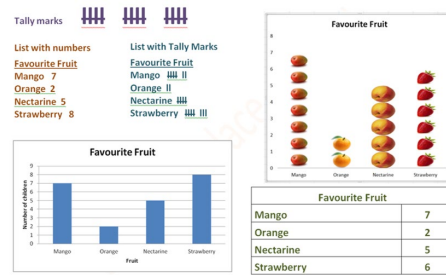 Tally marks
List with numbers
Favourite Fruit
Mango 7
Orange 2
Nectarine 5
Strawberry 8
List with Tally Marks
Favourite Fruit
Mango 𝍸 ll
Orange ll
Nectarine 𝍸
Strawberry 𝍸 lll
Favourite Fruit
8
7
6
5
4
3
2
1
0
Mango Orange Nectarine Strawberry
Favourite Fruit
Number of children
9
8
7
6
5
4
3
2
1
0
Mango Orange Nectarine Strawberry
Fruit
Favourite Fruit
Mango 7
Orange 2
Nectarine 5
Strawberry 6